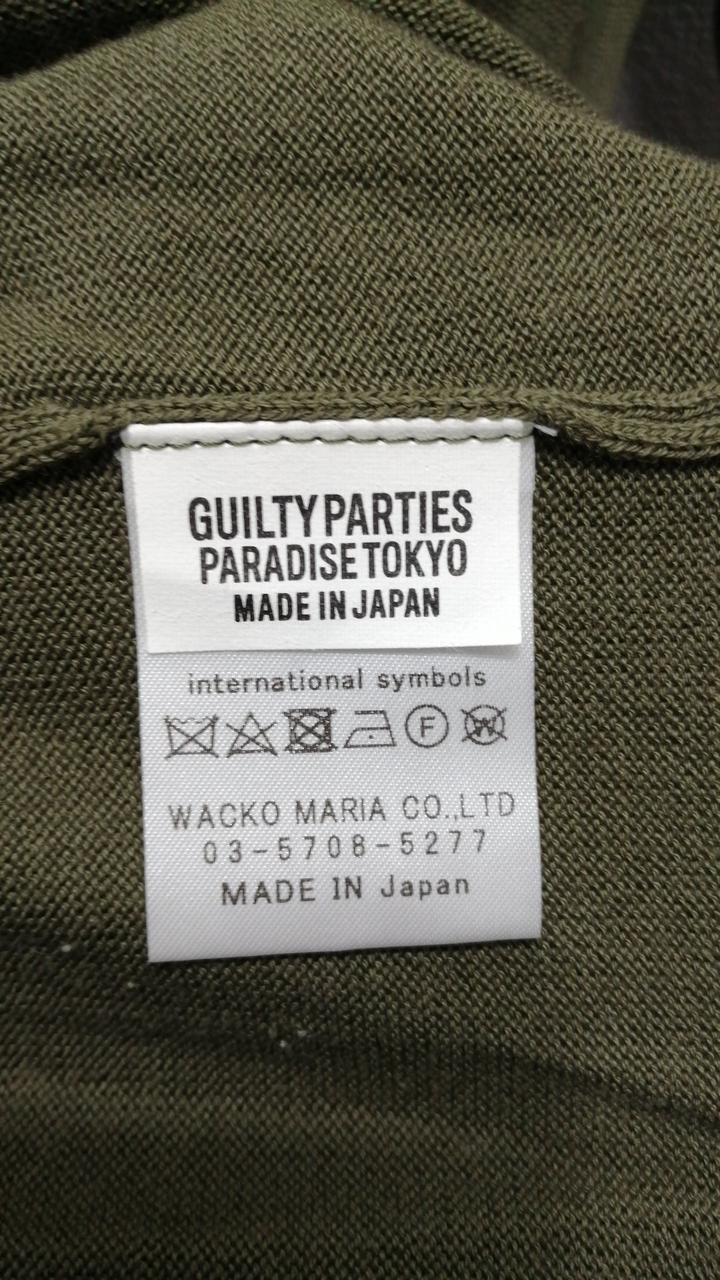 GUILTY PARTIES
PARADISE TOKYO
MADE IN JAPAN
international symbols
F W
WACKO MARIA CO.,LTD
03-5708-5277
MADE IN Japan